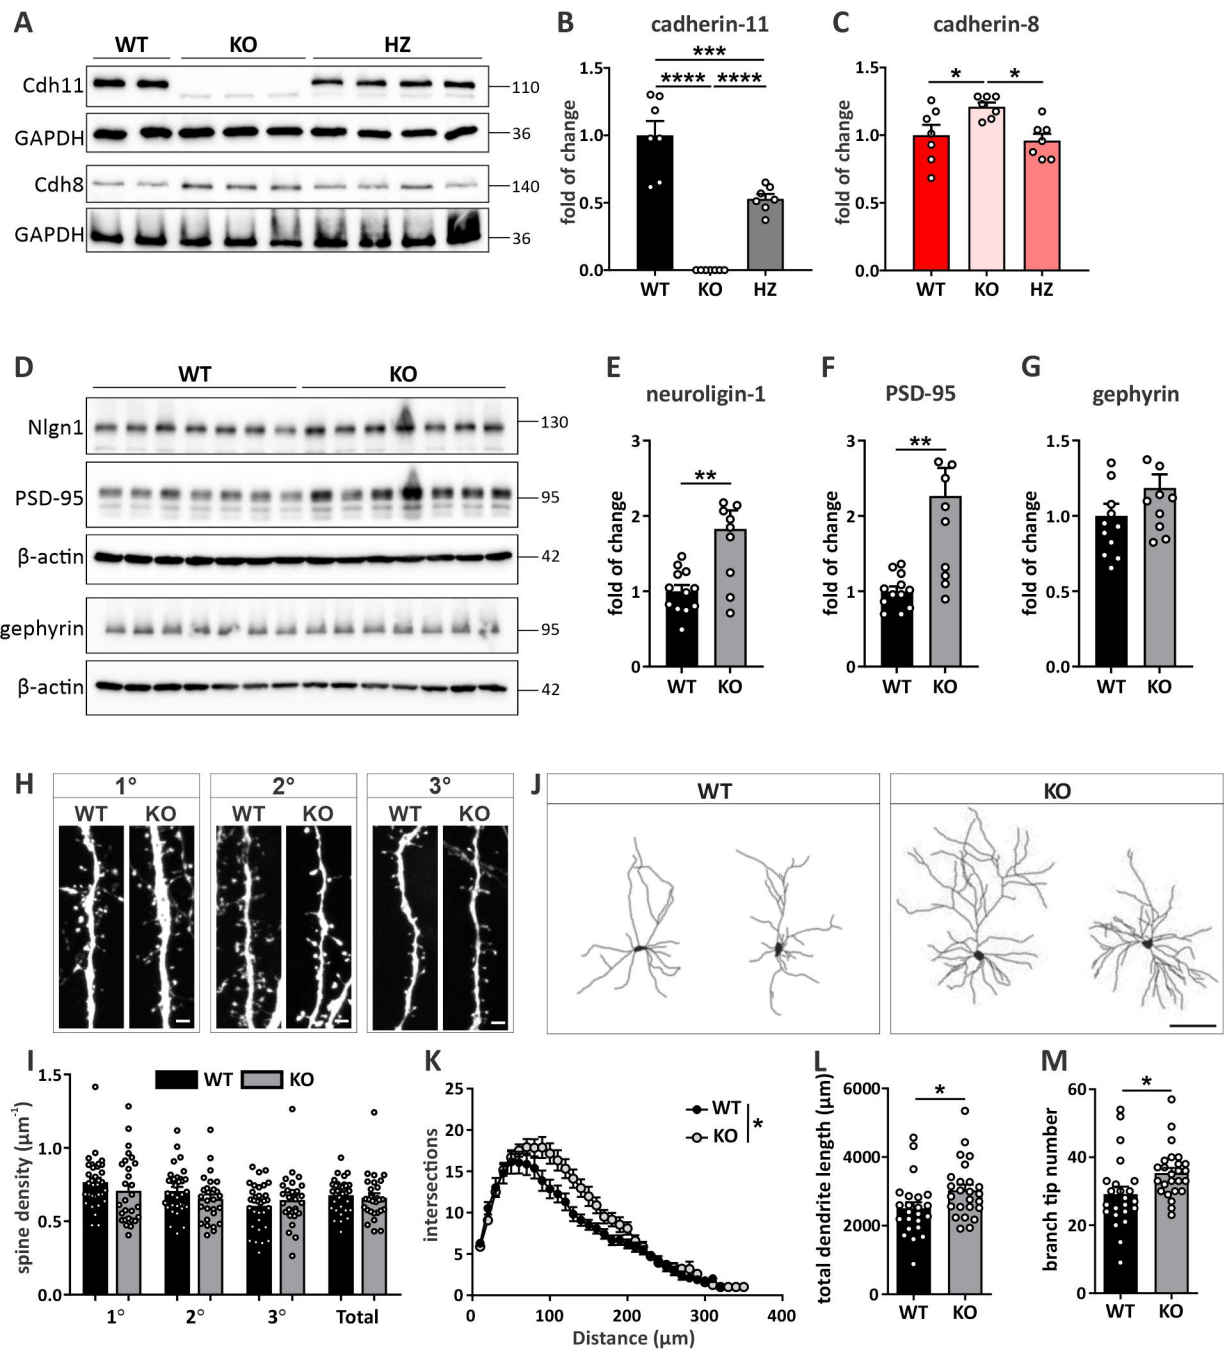 A
WT KO HZ
Cdh11 110
GAPDH 36
Cdh8 140
GAPDH 36
B
cadherin-11
fold of change
1.5
1.0
0.5
0.0
*** 
**** ****
WT KO HZ
C
cadherin-8
fold of change
1.5
1.0
0.5
0.0
* *
WT KO HZ
D
WT KO
Nlgn1 130
PSD-95 95
β-actin 42
gephyrin 95
β-actin 42
E
neuroligin-1
fold of change
3
2
1
0
**
WT KO
F
PSD-95
fold of change
3
2
1
0
**
WT KO
G
gephyrin
fold of change
1.5
1.0
0.5
0.0
WT KO
H
1° 2° 3°
WT KO WT KO WT KO
J
WT KO
I
spine density (µm⁻¹)
1.5
1.0
0.5
0.0
WT KO
1° 2° 3° Total
K
intersections
25
20
15
10
5
0
WT
KO
*
0 100 200 300 400
Distance (µm)
L
total dendrite length (µm)
6000
4000
2000
0
*
WT KO
M
branch tip number
60
40
20
0
*
WT KO